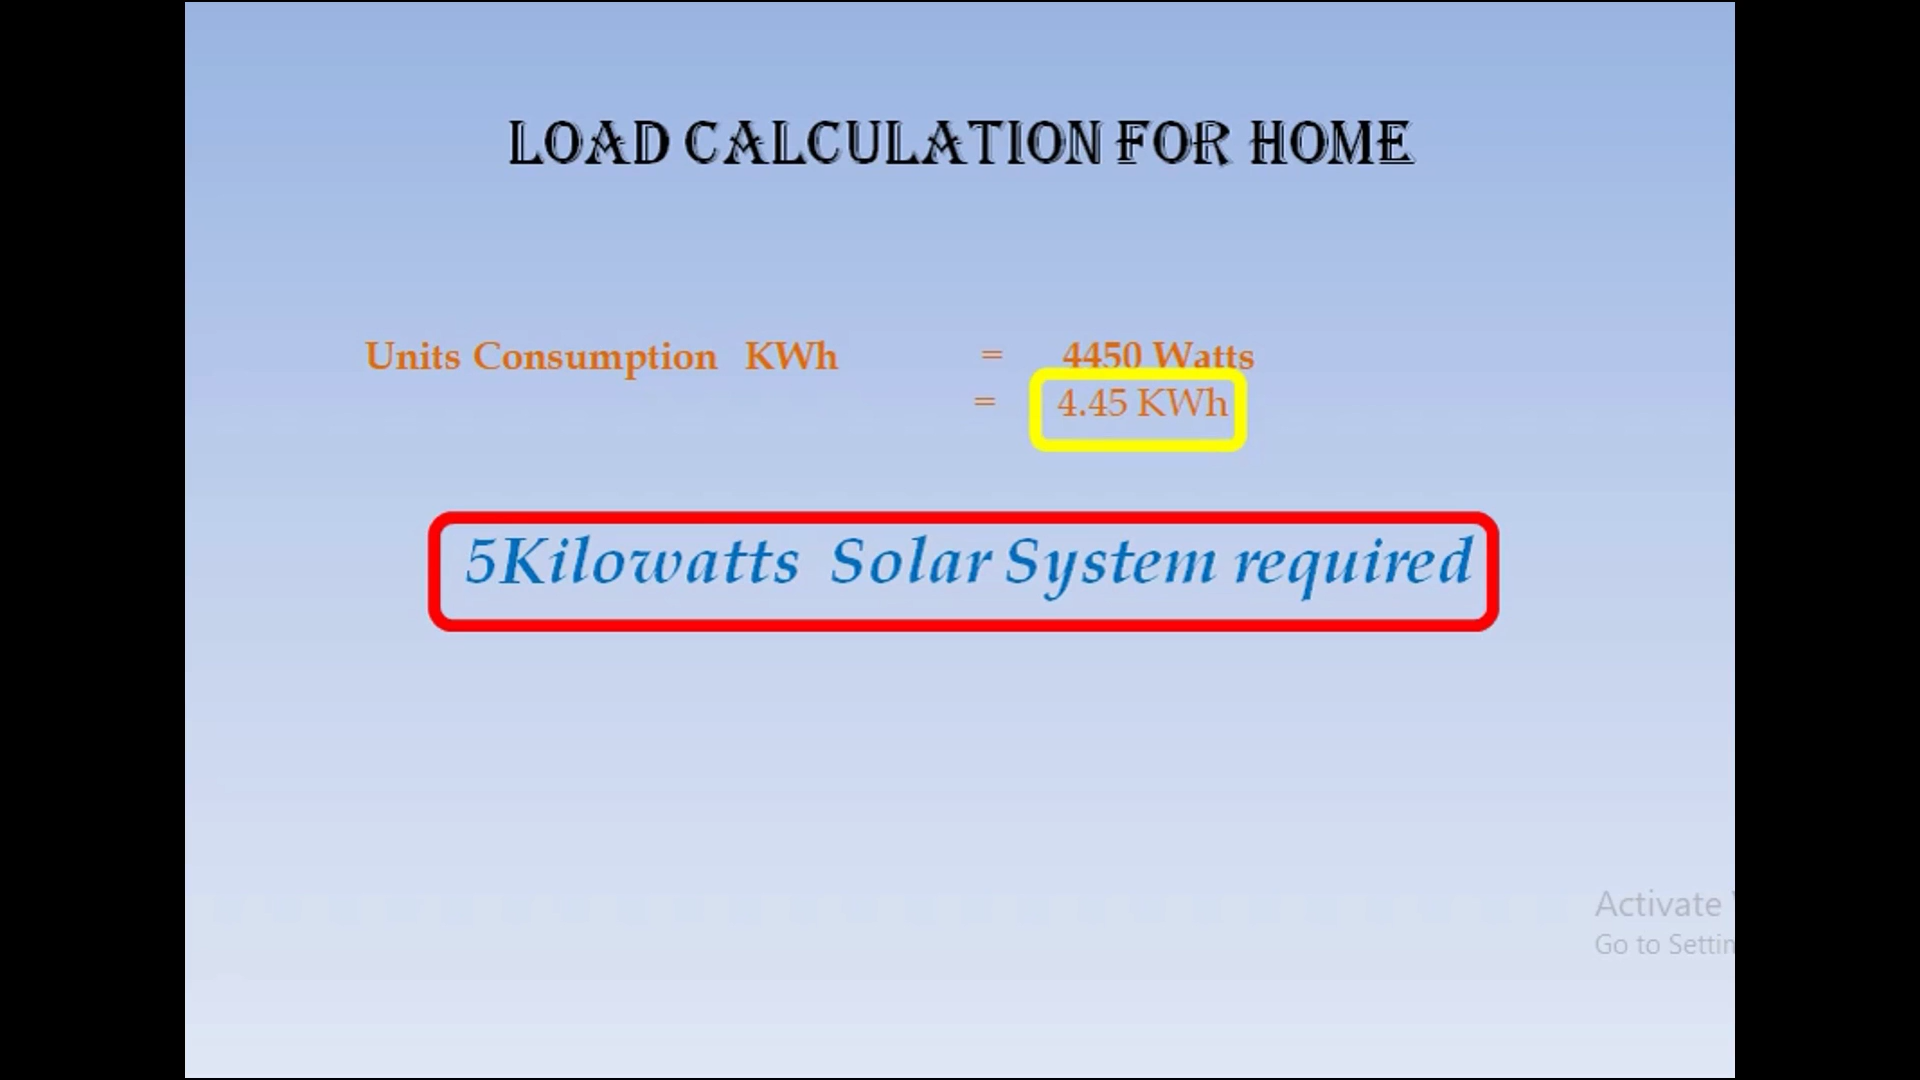 LOAD CALCULATION FOR HOME
Units Consumption KWh = 4450 Watts
= 4.45 KWh
5Kilowatts Solar System required
Activate
Go to Settin